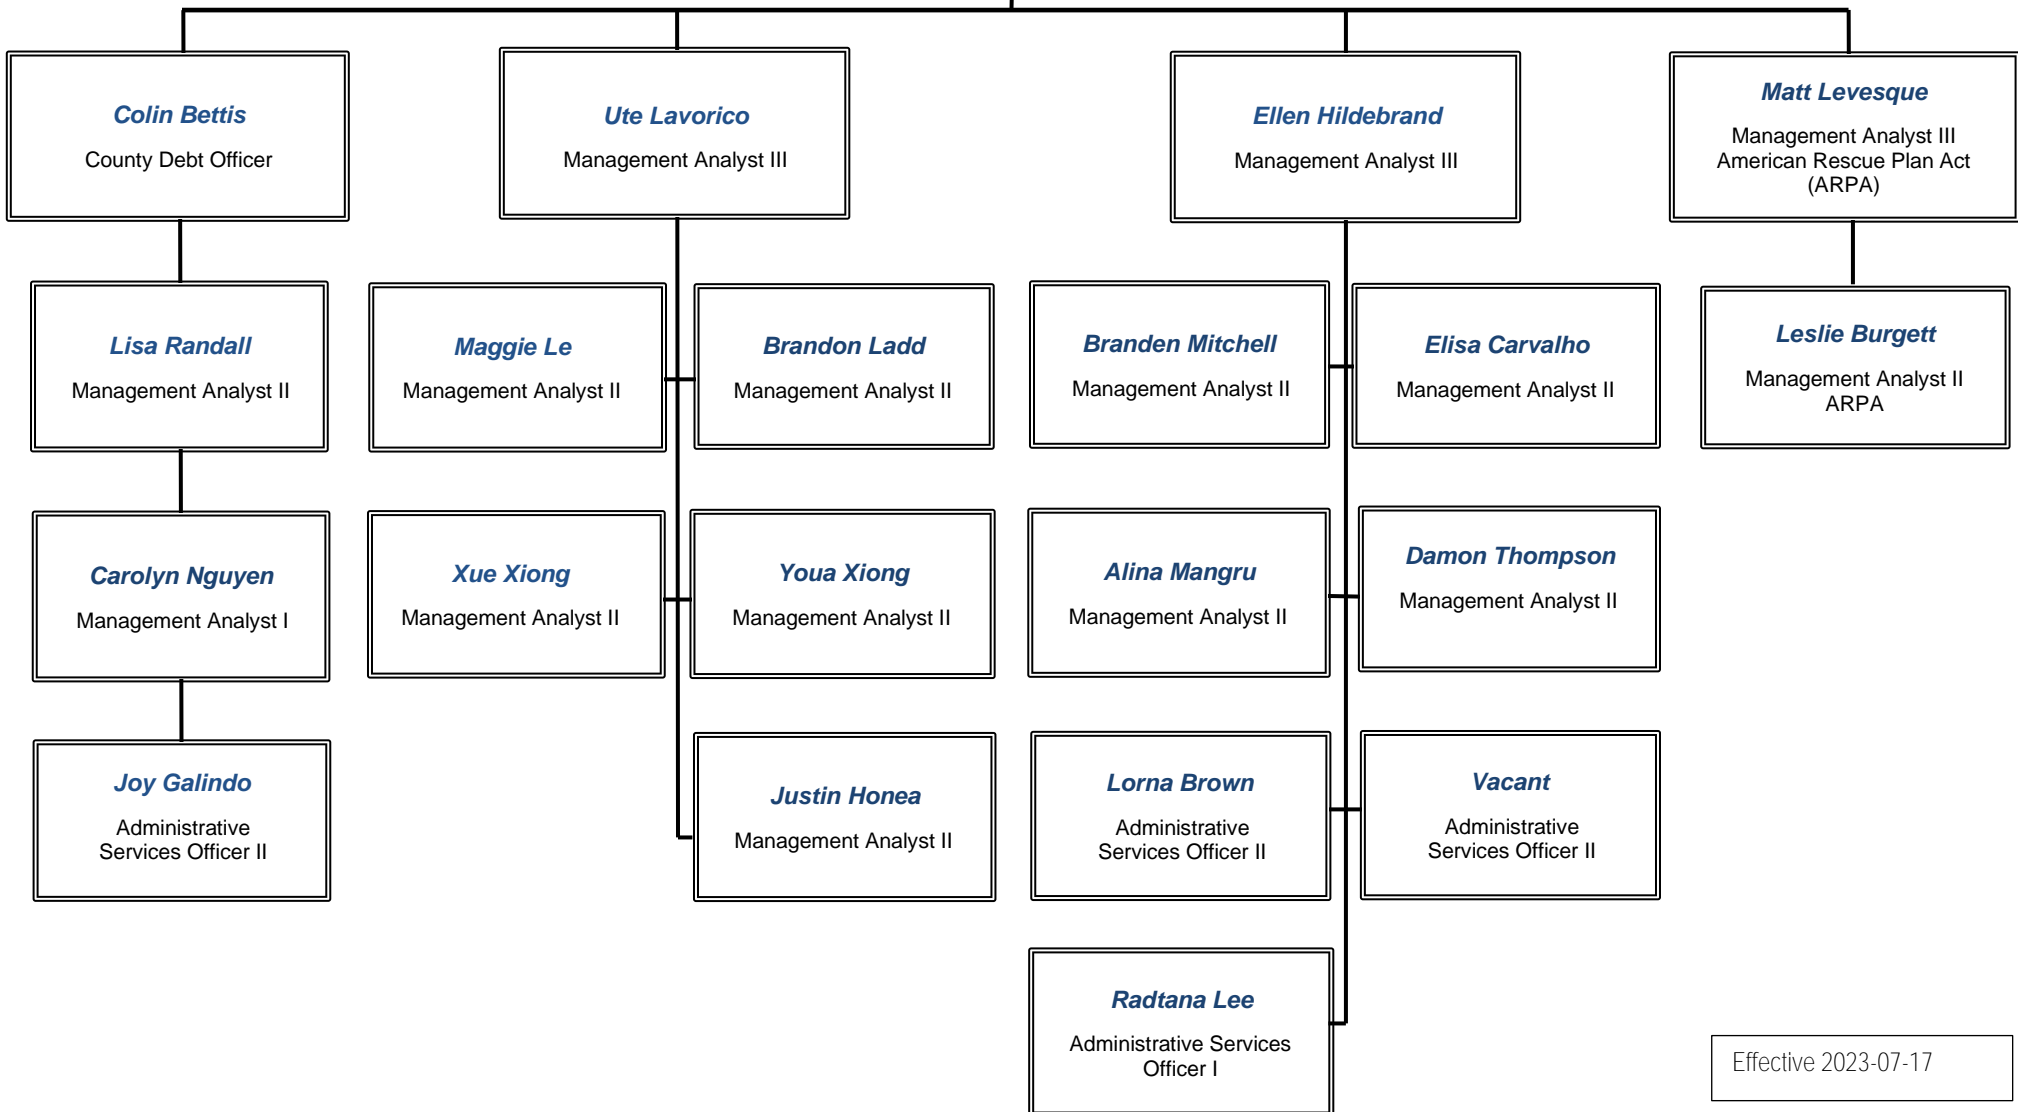 Colin Bettis
County Debt Officer
Ute Lavorico
Management Analyst III
Ellen Hildebrand
Management Analyst III
Matt Levesque
Management Analyst III
American Rescue Plan Act
(ARPA)
Lisa Randall
Management Analyst II
Maggie Le
Management Analyst II
Brandon Ladd
Management Analyst II
Branden Mitchell
Management Analyst II
Elisa Carvalho
Management Analyst II
Leslie Burgett
Management Analyst II
ARPA
Carolyn Nguyen
Management Analyst I
Xue Xiong
Management Analyst II
Youa Xiong
Management Analyst II
Alina Mangru
Management Analyst II
Damon Thompson
Management Analyst II
Joy Galindo
Administrative
Services Officer II
Justin Honea
Management Analyst II
Lorna Brown
Administrative
Services Officer II
Vacant
Administrative
Services Officer II
Radtana Lee
Administrative Services
Officer I
Effective 2023-07-17